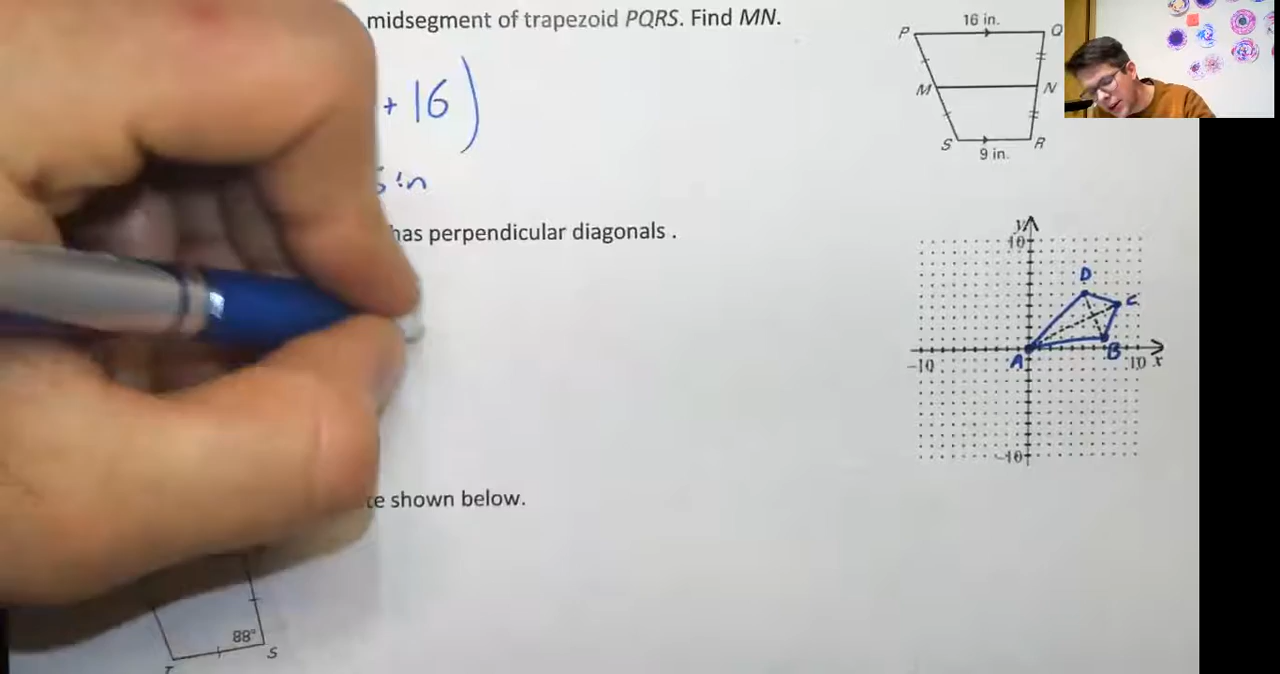 midsegment of trapezoid PQRS. Find MN.
+ 16)
in
has perpendicular diagonals .
shown below.
88°
S
T
16 in.
P
Q
M
N
S
R
9 in.
y
10
D
C
A
B
-10
10 x
-10